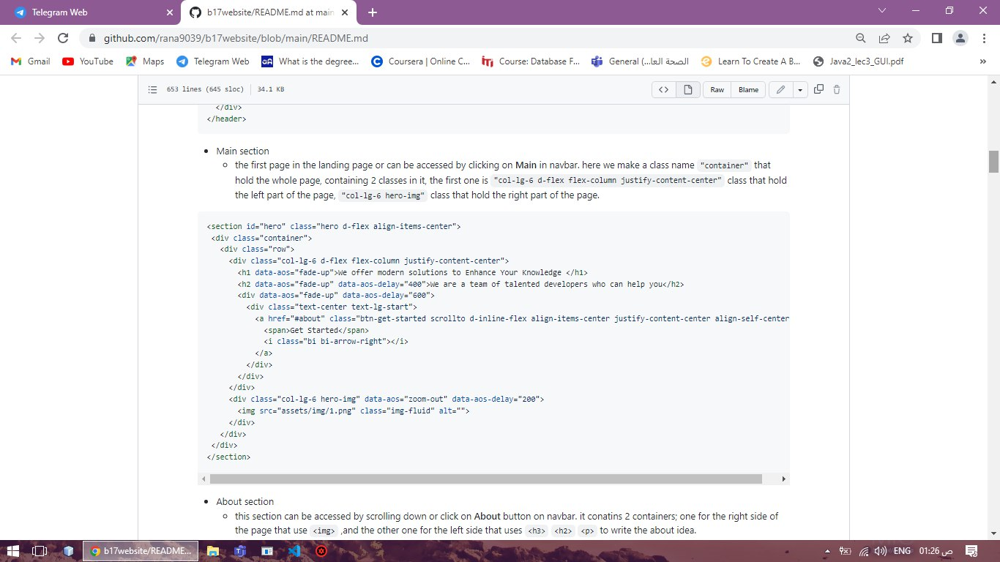 Telegram Web
b17website/README.md at main
github.com/rana9039/b17website/blob/main/README.md
Gmail
YouTube
Maps
Telegram Web
What is the degree...
Coursera | Online C...
Course: Database F...
General (...الصحة العا
Learn To Create A B...
Java2_lec3_GUI.pdf
»
653 lines (645 sloc)
34.1 KB
<>
Raw
Blame
</div>
</header>
• Main section
the first page in the landing page or can be accessed by clicking on Main in navbar. here we make a class name "container" that
hold the whole page, containing 2 classes in it, the first one is "col-lg-6 d-flex flex-column justify-content-center" class that hold
the left part of the page, "col-lg-6 hero-img" class that hold the right part of the page.
<section id="hero" class="hero d-flex align-items-center">
<div class="container">
<div class="row">
<div class="col-lg-6 d-flex flex-column justify-content-center">
<h1 data-aos="fade-up">We offer modern solutions to Enhance Your Knowledge </h1>
<h2 data-aos="fade-up" data-aos-delay="400">We are a team of talented developers who can help you</h2>
<div data-aos="fade-up" data-aos-delay="600">
<div class="text-center text-lg-start">
<a href="#about" class="btn-get-started scrollto d-inline-flex align-items-center justify-content-center align-self-center
<span>Get Started</span>
<i class="bi bi-arrow-right"></i>
</a>
</div>
</div>
</div>
<div class="col-lg-6 hero-img" data-aos="zoom-out" data-aos-delay="200">
<img src="assets/img/1.png" class="img-fluid" alt="">
</div>
</div>
</div>
</section>
• About section
this section can be accessed by scrolling down or click on About button on navbar. it conatins 2 containers; one for the right side of
the page that use <img> ,and the other one for the left side that uses <h3> <h2> <p> to write the about idea.
b17website/README...
ENG
01:26 ص